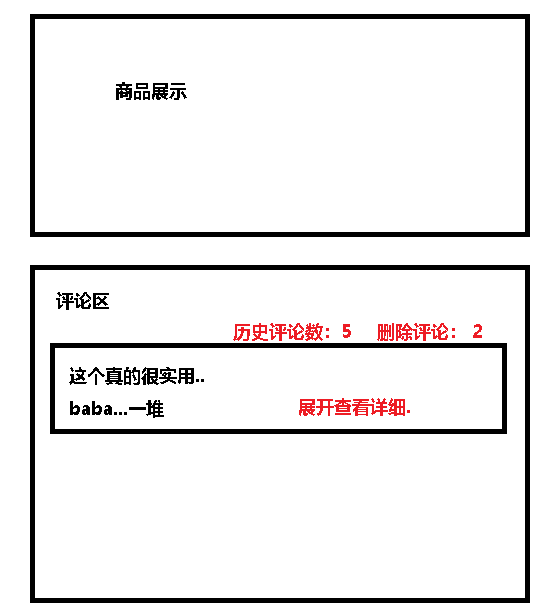 商品展示
评论区
历史评论数：5 删除评论： 2
这个真的很实用..
baba...一堆
展开查看详细.